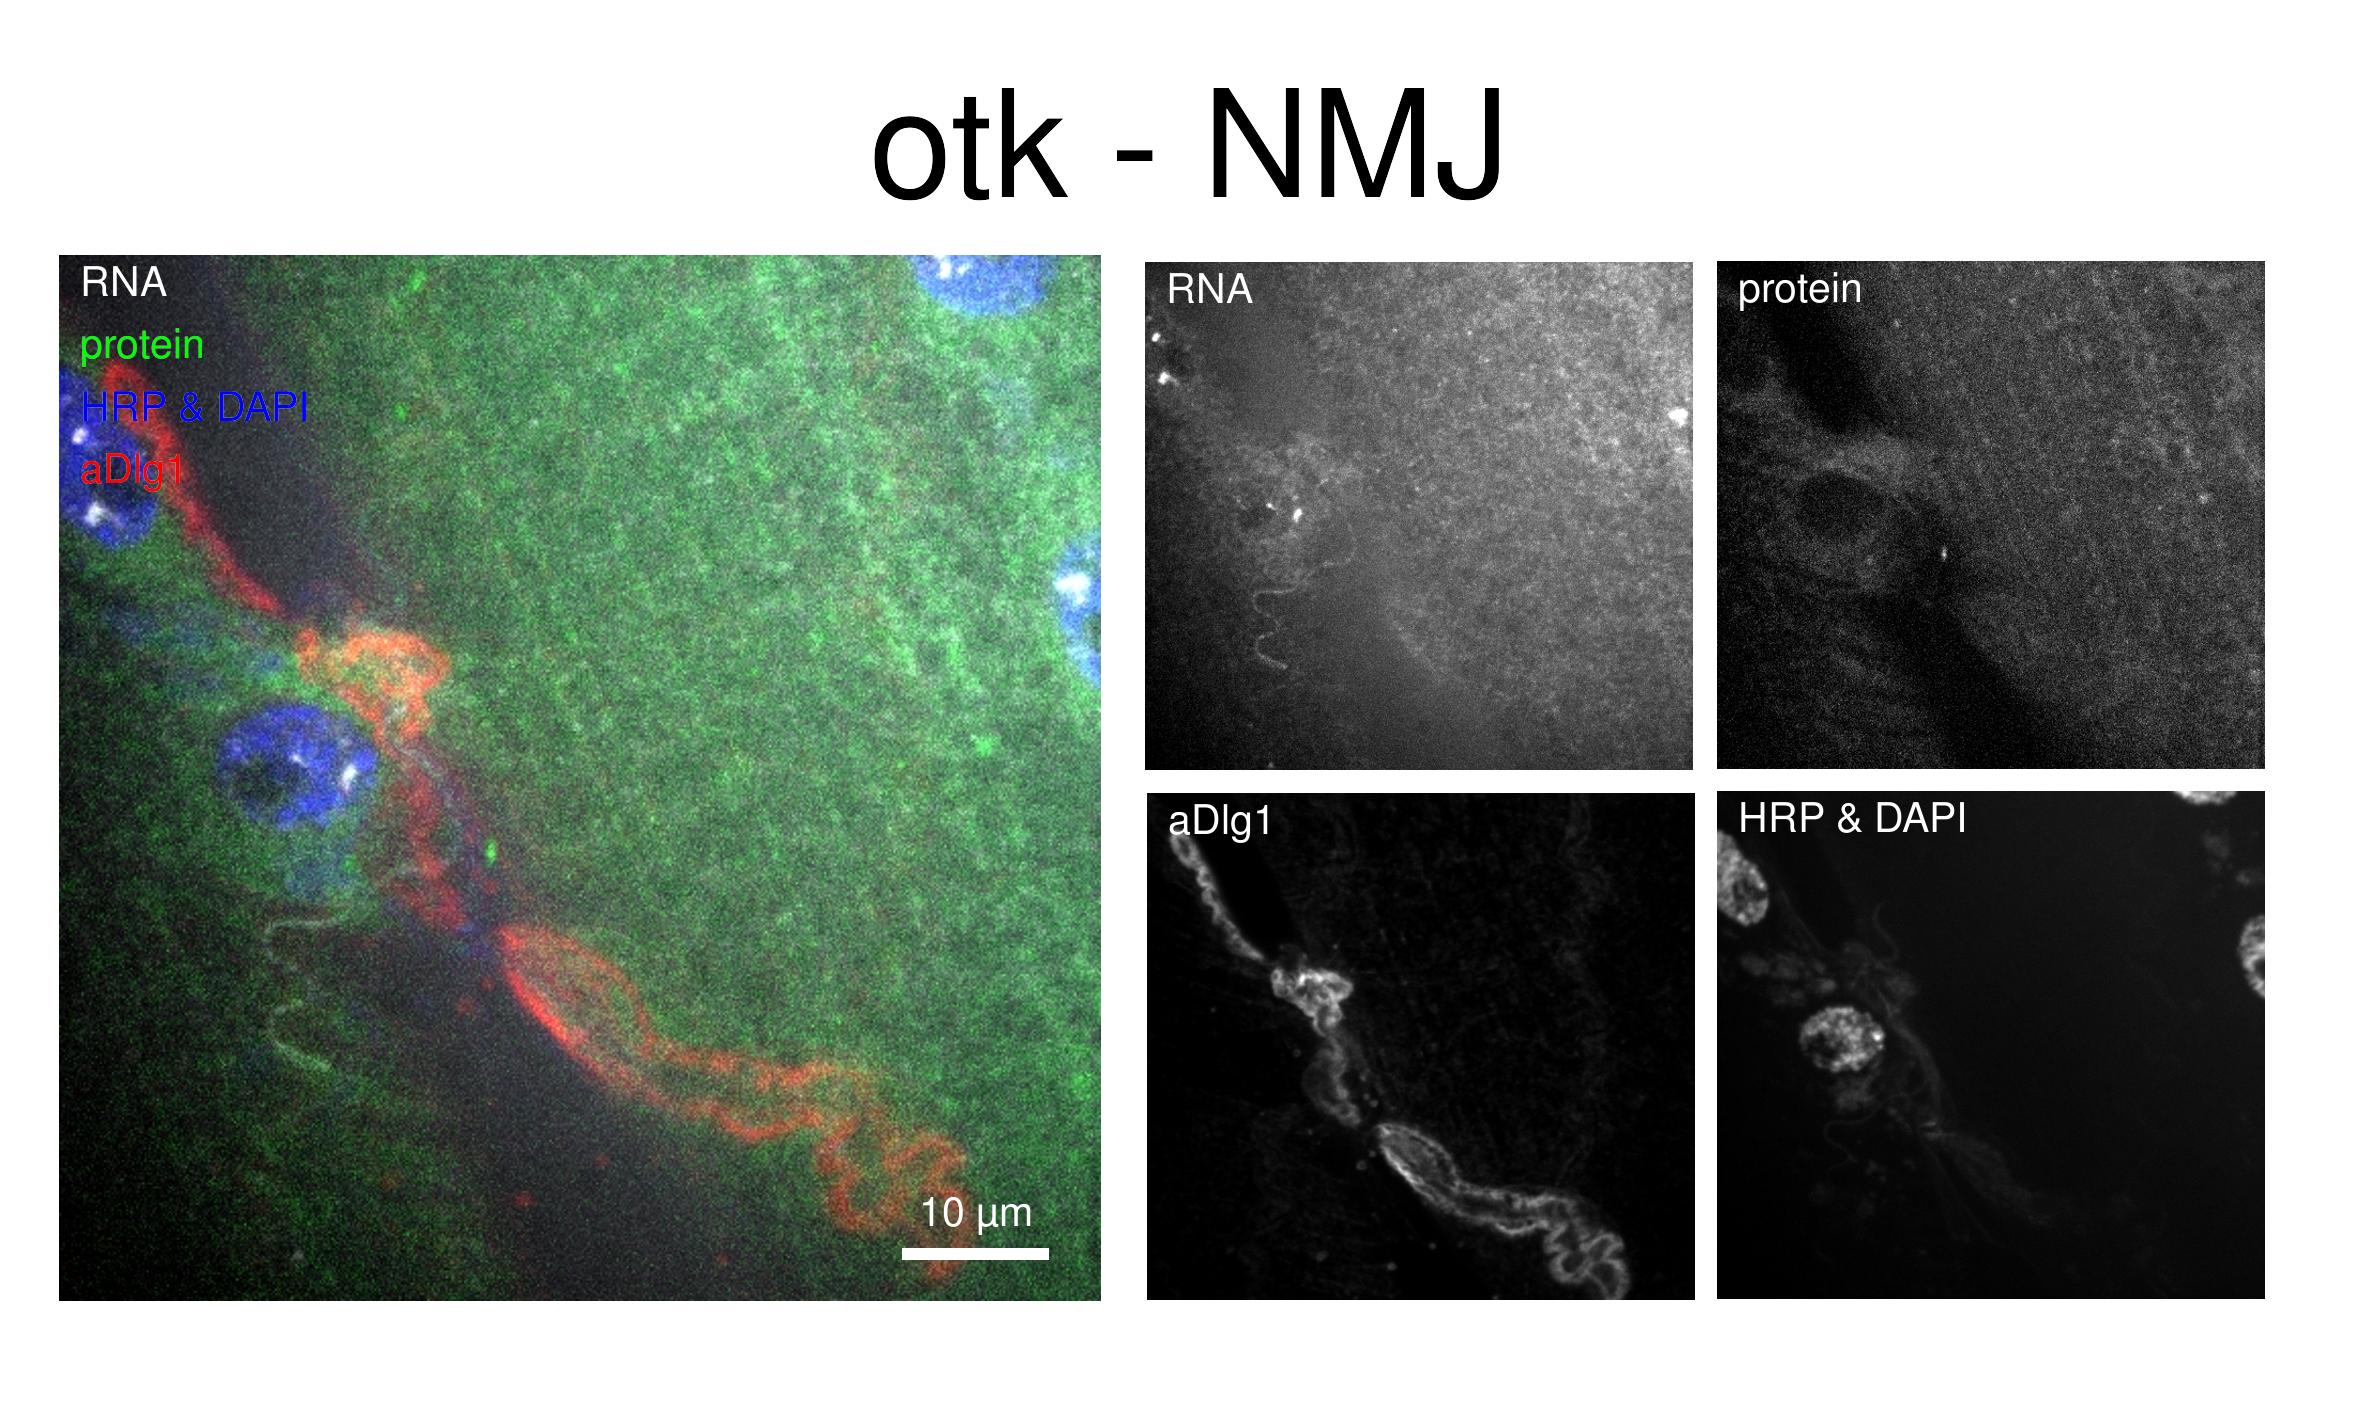 otk - NMJ
RNA
protein
HRP & DAPI
aDlg1
10 µm
RNA
protein
aDlg1
HRP & DAPI